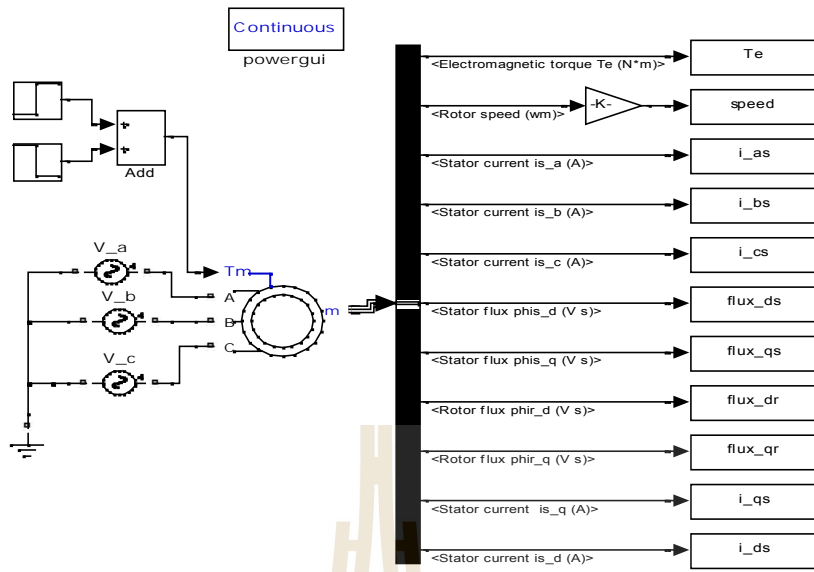 Continuous
powergui
<Electromagnetic torque Te (N*m)>
Te
<Rotor speed (wm)>
-K-
speed
+
+
Add
<Stator current is_a (A)>
i_as
<Stator current is_b (A)>
i_bs
<Stator current is_c (A)>
i_cs
V_a
Tm
A
V_b
B
m
V_c
C
<Stator flux phis_d (V s)>
flux_ds
<Stator flux phis_q (V s)>
flux_qs
<Rotor flux phir_d (V s)>
flux_dr
<Rotor flux phir_q (V s)>
flux_qr
<Stator current  is_q (A)>
i_qs
<Stator current is_d (A)>
i_ds